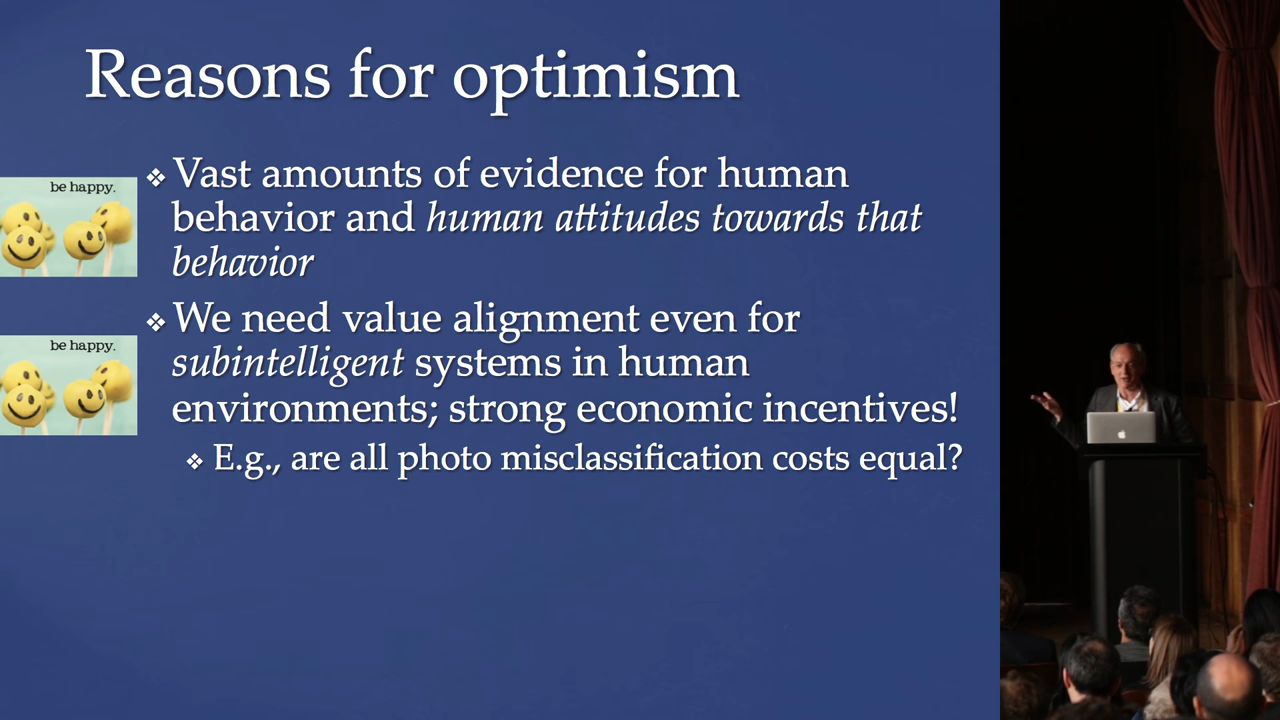 Reasons for optimism
be happy.
❖ Vast amounts of evidence for human
behavior and human attitudes towards that
behavior
be happy.
❖ We need value alignment even for
subintelligent systems in human
environments; strong economic incentives!
❖ E.g., are all photo misclassification costs equal?